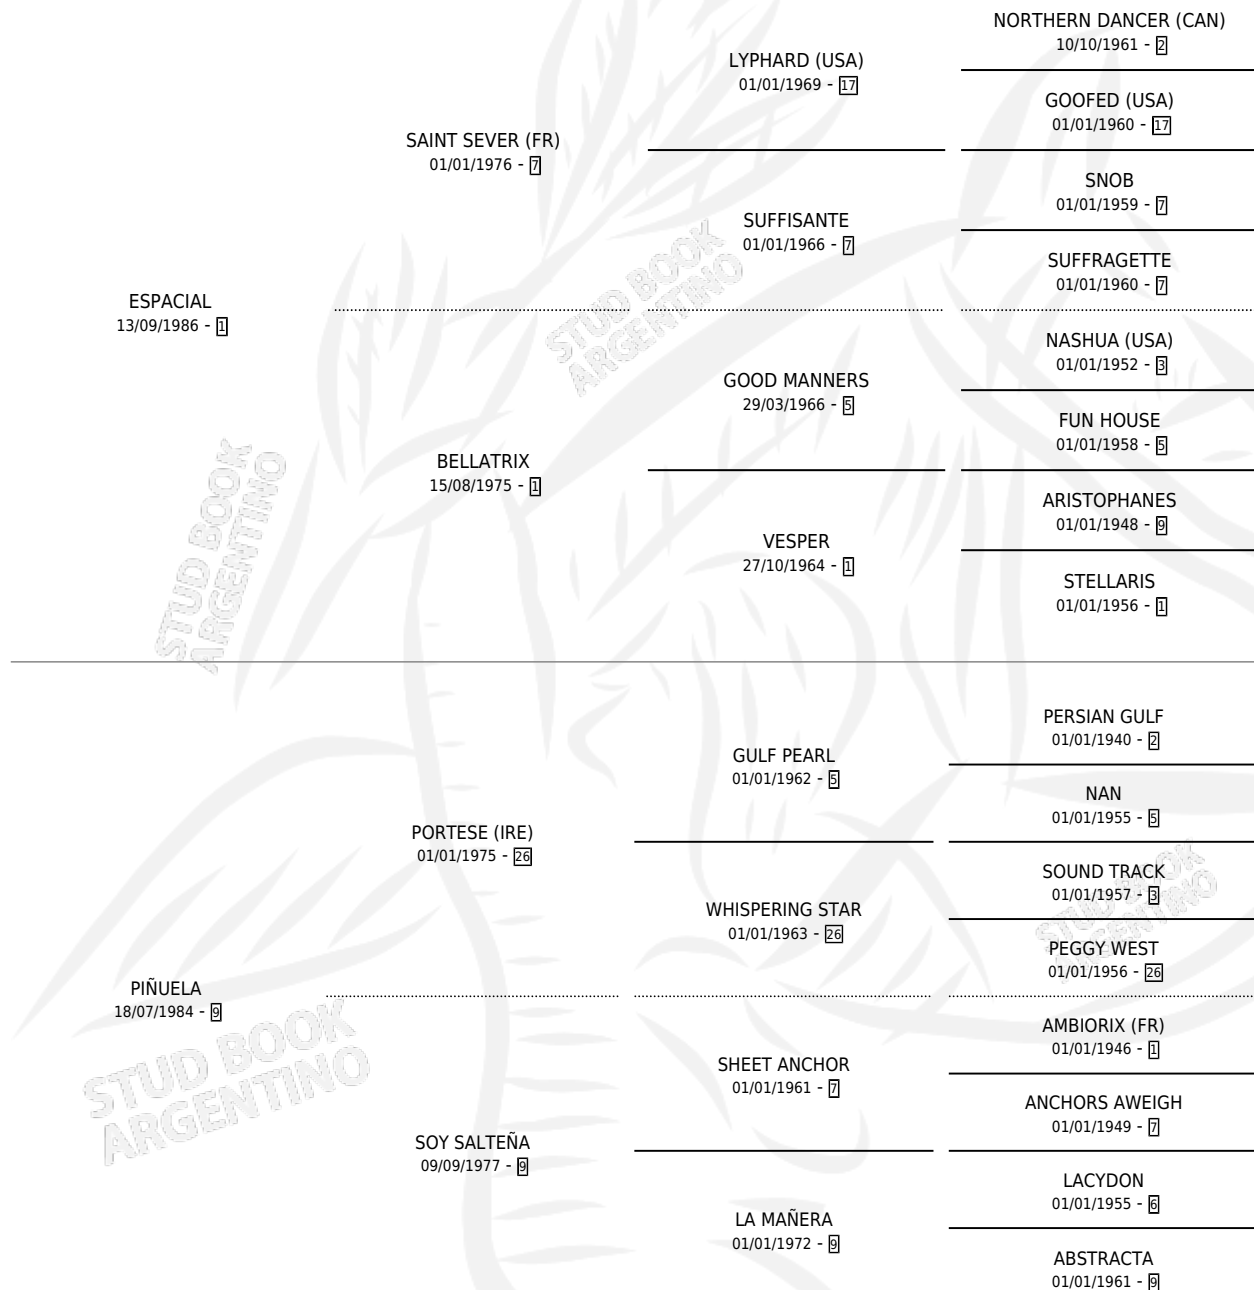 NORTHERN DANCER (CAN)
10/10/1961 - 2
LYPHARD (USA)
01/01/1969 - 17
GOOFED (USA)
01/01/1960 - 17
SAINT SEVER (FR)
01/01/1976 - 7
SNOB
01/01/1959 - 7
SUFFISANTE
01/01/1966 - 7
SUFFRAGETTE
01/01/1960 - 7
ESPACIAL
13/09/1986 - 1
STUD BOOK
ARGENTINO
NASHUA (USA)
01/01/1952 - 3
GOOD MANNERS
29/03/1966 - 5
FUN HOUSE
01/01/1958 - 5
BELLATRIX
15/08/1975 - 1
ARISTOPHANES
01/01/1948 - 9
VESPER
27/10/1964 - 1
STELLARIS
01/01/1956 - 1
STUD BOOK
ARGENTINO
PERSIAN GULF
01/01/1940 - 2
GULF PEARL
01/01/1962 - 5
NAN
01/01/1955 - 5
PORTESE (IRE)
01/01/1975 - 26
SOUND TRACK
01/01/1957 - 3
WHISPERING STAR
01/01/1963 - 26
STUD BOOK
ARGENTINO
PEGGY WEST
01/01/1956 - 26
PIÑUELA
18/07/1984 - 9
STUD BOOK
ARGENTINO
AMBIORIX (FR)
01/01/1946 - 1
SHEET ANCHOR
01/01/1961 - 7
ANCHORS AWEIGH
01/01/1949 - 7
SOY SALTEÑA
09/09/1977 - 9
LACYDON
01/01/1955 - 6
LA MAÑERA
01/01/1972 - 9
ABSTRACTA
01/01/1961 - 9